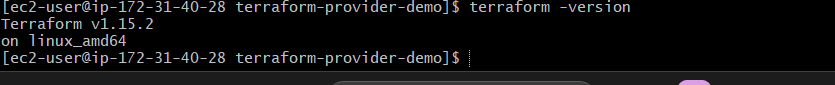 [ec2-user@ip-172-31-40-28 terraform-provider-demo]$ terraform -version
Terraform v1.15.2
on linux_amd64
[ec2-user@ip-172-31-40-28 terraform-provider-demo]$